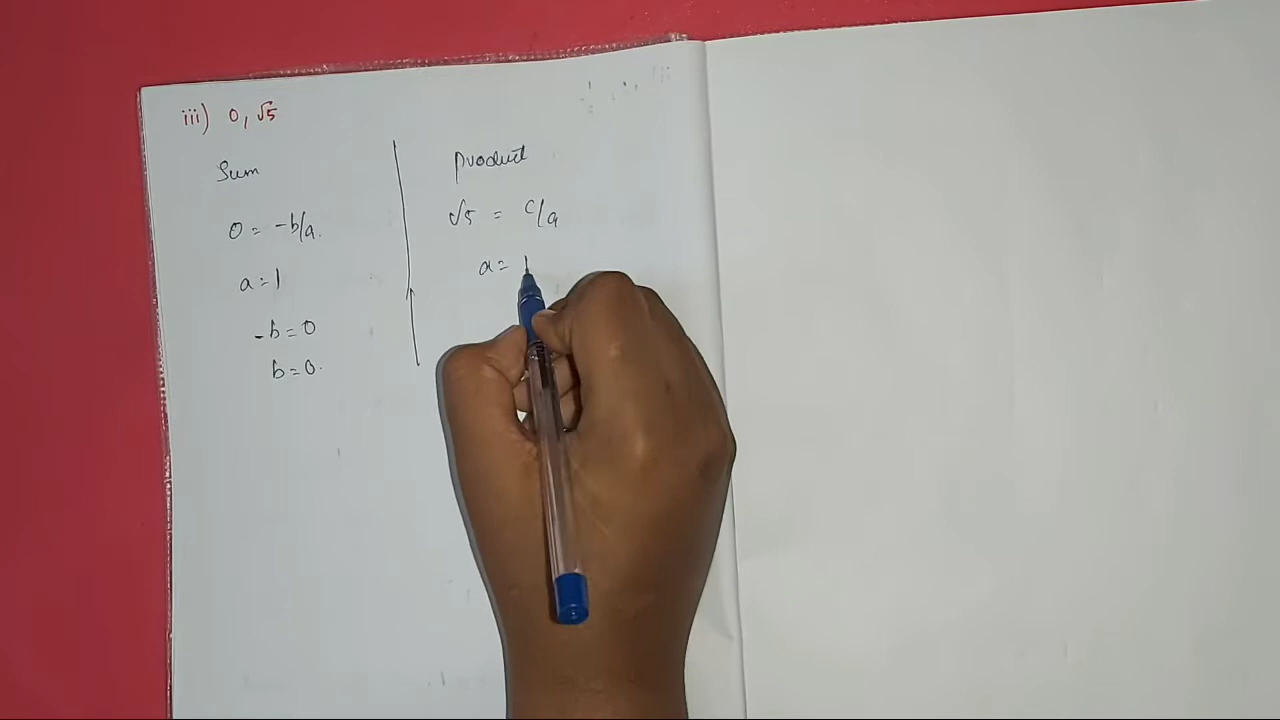 iii) 0, √5
Sum
0 = -b/a.
a = 1
-b = 0
b = 0.
product
√5 = c/a
a = 1